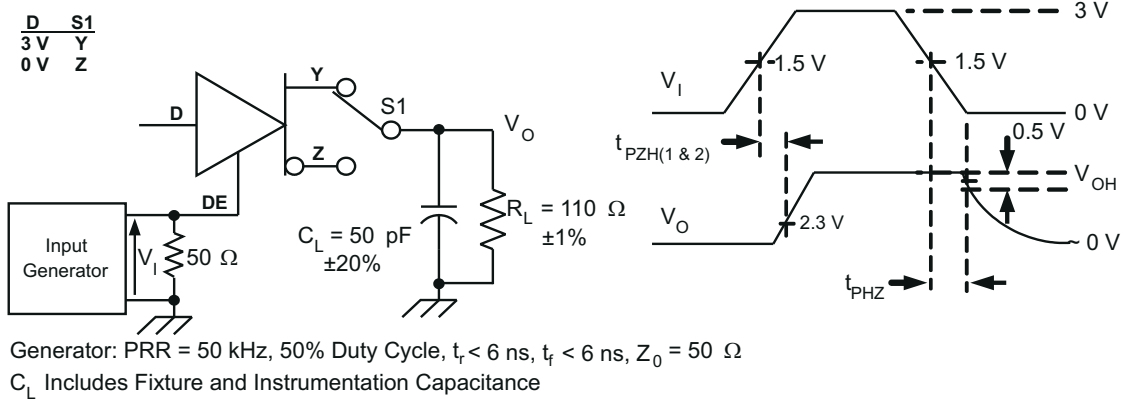 D S1
3 V Y
0 V Z
D
Y
Z
S1
V_O
DE
Input
Generator
V_I
50 Ω
C_L = 50 pF
±20%
R_L = 110 Ω
±1%
V_I
1.5 V
1.5 V
3 V
0 V
t_PZH(1 & 2)
0.5 V
V_OH
V_O
2.3 V
~ 0 V
t_PHZ
Generator: PRR = 50 kHz, 50% Duty Cycle, t_r < 6 ns, t_f < 6 ns, Z_0 = 50 Ω
C_L Includes Fixture and Instrumentation Capacitance